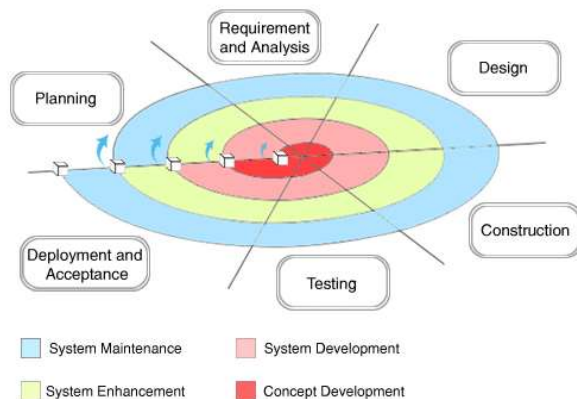 Requirement
and Analysis
Design
Planning
Deployment and
Acceptance
Construction
Testing
System Maintenance
System Development
System Enhancement
Concept Development